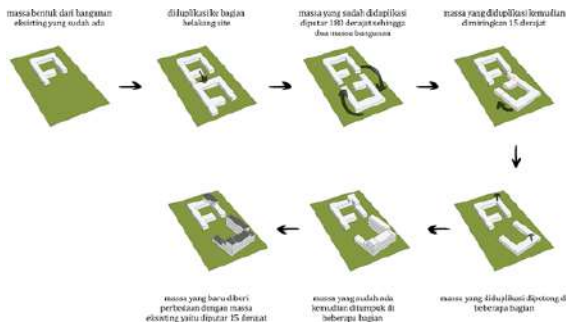 massa bentuk dari bangunan
eksisting yang sudah ada
diduplikasi ke bagian
belakang site
massa yang sudah diduplikasi
diputar 180 derajat sehingga
dua massa bangunan
massa yang diduplikasi kemudian
dimiringkan 15 derajat
massa yang baru diberi
perbedaan dengan massa
eksisting yaitu diputar 15 derajat
massa yang sudah ada
kemudian ditumpuk di
beberapa bagian
massa yang diduplikasi dipotong di
beberapa bagian